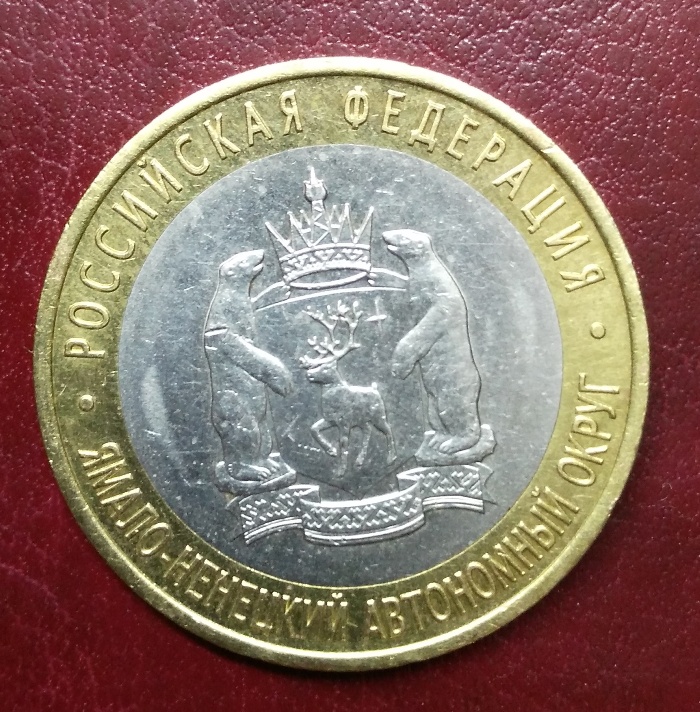 РОССИЙСКАЯ ФЕДЕРАЦИЯ
ЯМАЛО-НЕНЕЦКИЙ АВТОНОМНЫЙ ОКРУГ